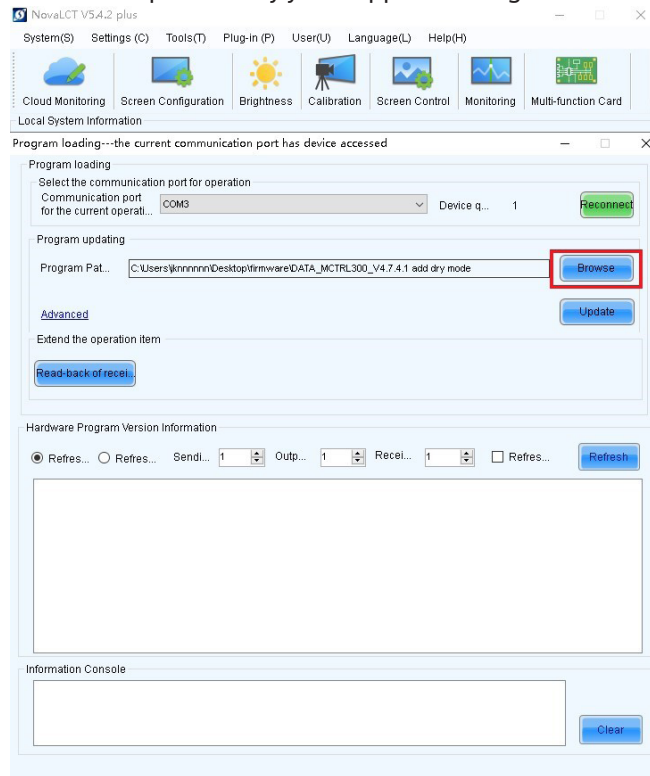 NovaLCT V5.4.2 plus
System(S) Settings (C) Tools(T) Plug-in (P) User(U) Language(L) Help(H)
Cloud Monitoring Screen Configuration Brightness Calibration Screen Control Monitoring Multi-function Card
Local System Information
Program loading---the current communication port has device accessed
Program loading
Select the communication port for operation
Communication port
for the current operati... COM3 Device q... 1 Reconnect
Program updating
Program Pat... C:\Users\jknnnnnn\Desktop\firmware\DATA_MCTRL300_V4.7.4.1 add dry mode Browse
Advanced Update
Extend the operation item
Read-back of recei...
Hardware Program Version Information
Refres... Refres... Sendi... 1 Outp... 1 Recei... 1 Refres... Refresh
Information Console
Clear